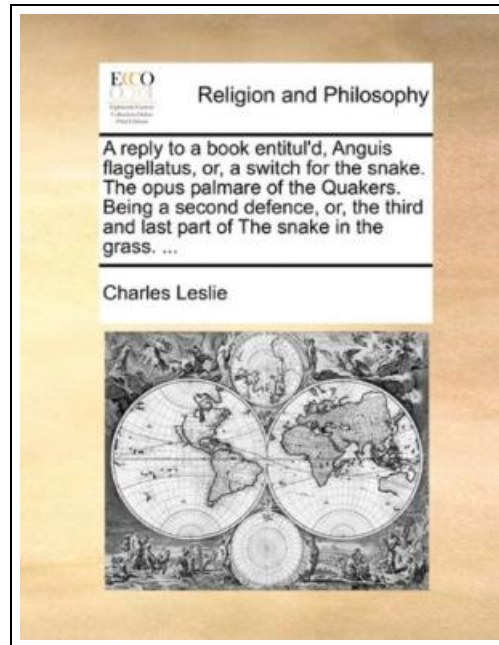 ECCO
Religion and Philosophy
A reply to a book entitul'd, Anguis
flagellatus, or, a switch for the snake.
The opus palmare of the Quakers.
Being a second defence, or, the third
and last part of The snake in the
grass. ...
Charles Leslie